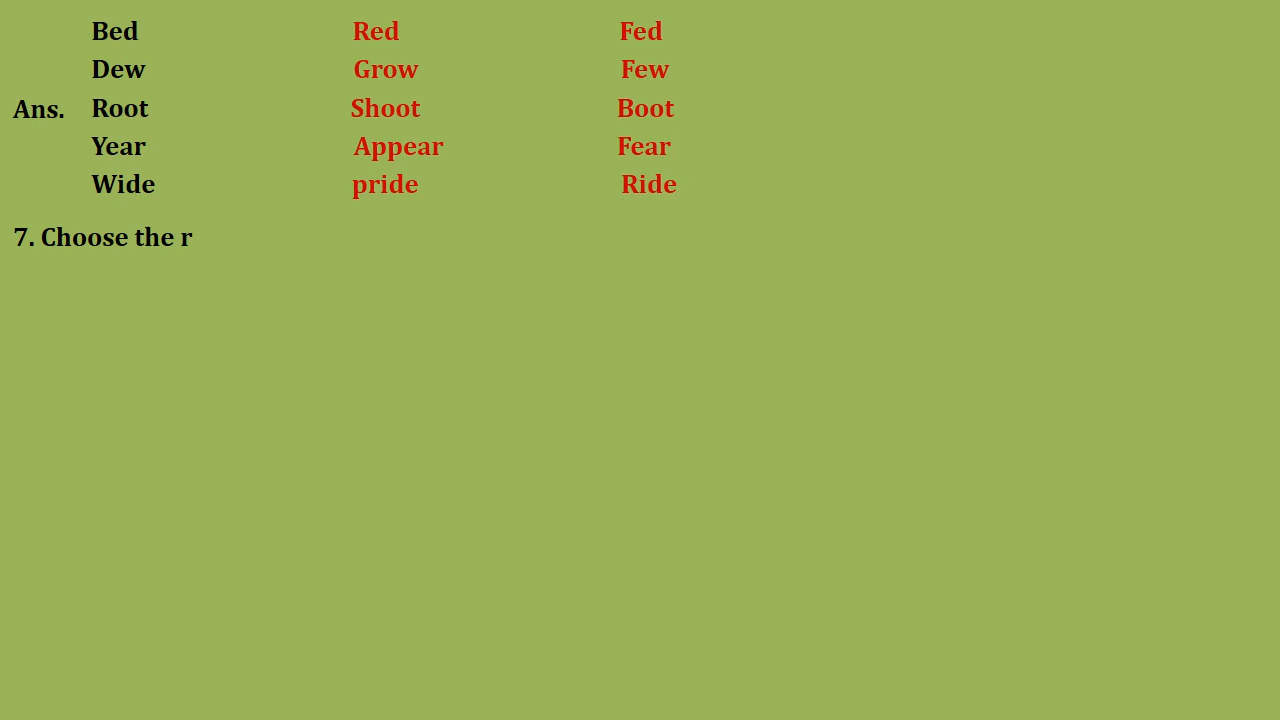 Bed Red Fed
Dew Grow Few
Ans. Root Shoot Boot
Year Appear Fear
Wide pride Ride
7. Choose the r